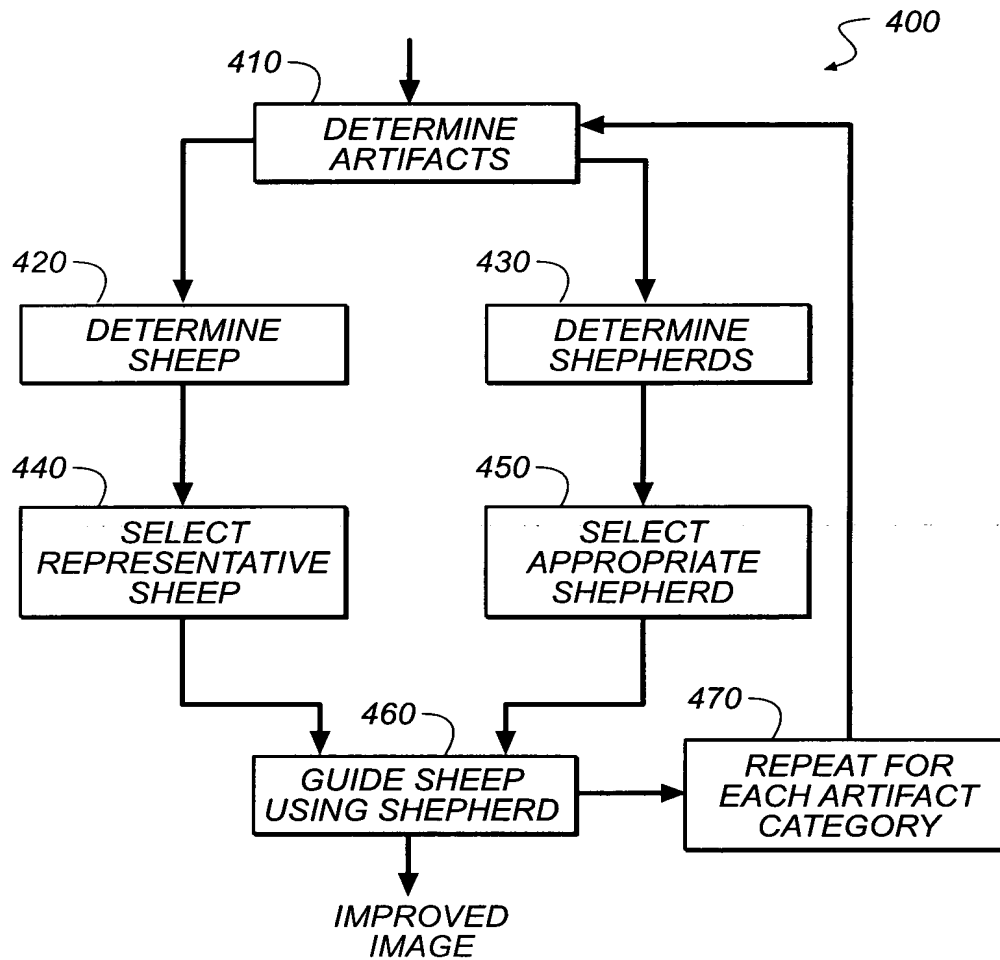 400
410
DETERMINE
ARTIFACTS
420
DETERMINE
SHEEP
430
DETERMINE
SHEPHERDS
440
SELECT
REPRESENTATIVE
SHEEP
450
SELECT
APPROPRIATE
SHEPHERD
460
GUIDE SHEEP
USING SHEPHERD
470
REPEAT FOR
EACH ARTIFACT
CATEGORY
IMPROVED
IMAGE